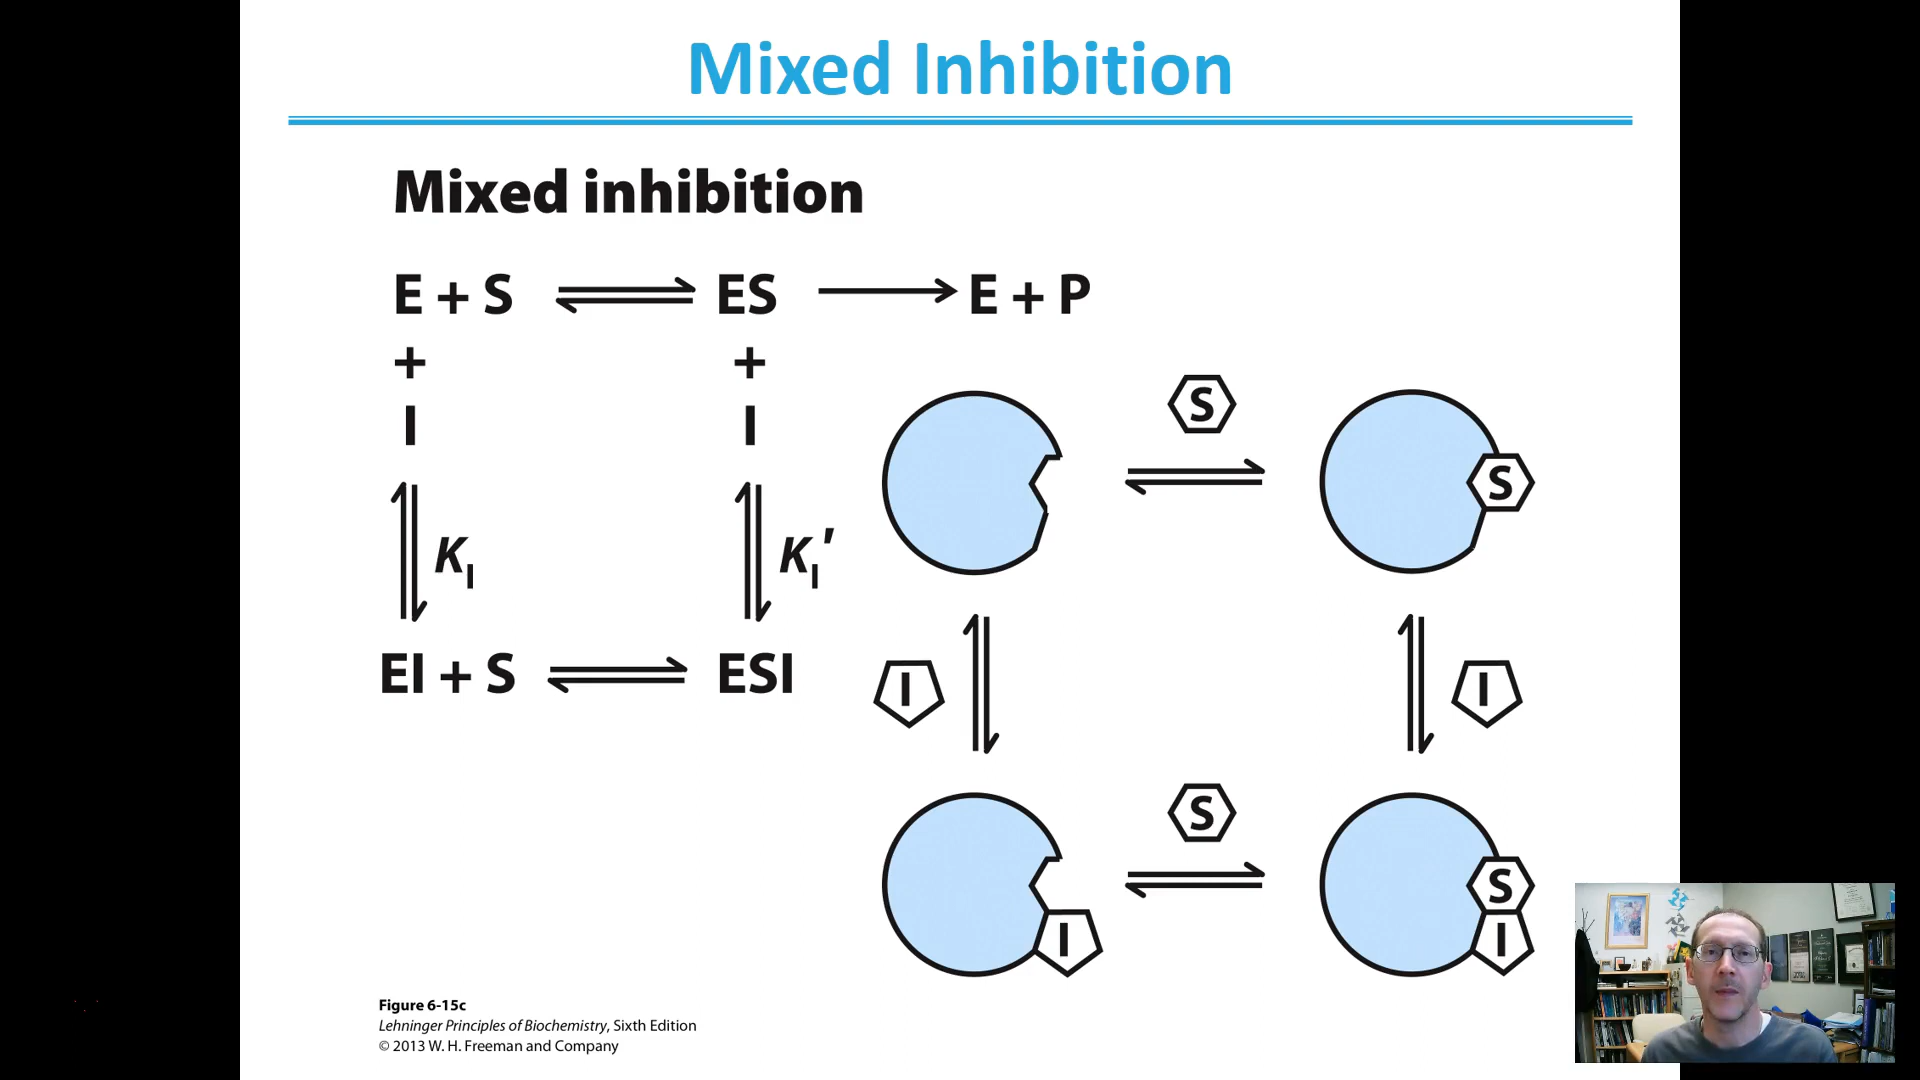 Mixed Inhibition
Mixed inhibition
E + S ES E + P
+ +
I I
K_I K_I′
EI + S ESI
S
S
I I
S
I
S
I
Figure 6-15c
Lehninger Principles of Biochemistry, Sixth Edition
© 2013 W. H. Freeman and Company